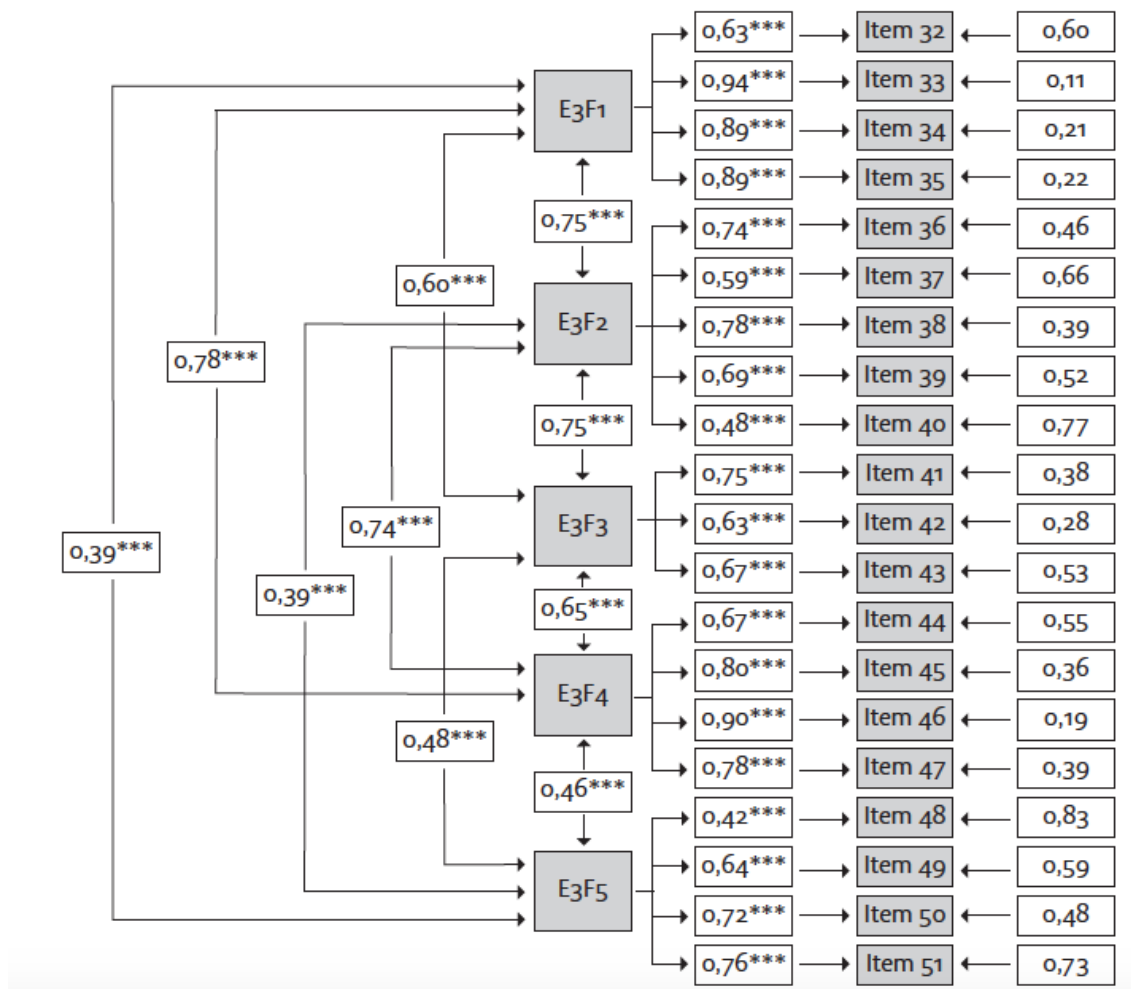 0,63*** Item 32 0,60
0,94*** Item 33 0,11
E3F1
0,89*** Item 34 0,21
0,89*** Item 35 0,22
0,75***
0,74*** Item 36 0,46
0,60***
0,59*** Item 37 0,66
E3F2
0,78*** Item 38 0,39
0,78***
0,69*** Item 39 0,52
0,75***
0,48*** Item 40 0,77
0,75*** Item 41 0,38
0,74***
E3F3
0,63*** Item 42 0,28
0,39***
0,67*** Item 43 0,53
0,39***
0,65***
0,67*** Item 44 0,55
0,80*** Item 45 0,36
E3F4
0,90*** Item 46 0,19
0,48***
0,78*** Item 47 0,39
0,46***
0,42*** Item 48 0,83
0,64*** Item 49 0,59
E3F5
0,72*** Item 50 0,48
0,76*** Item 51 0,73